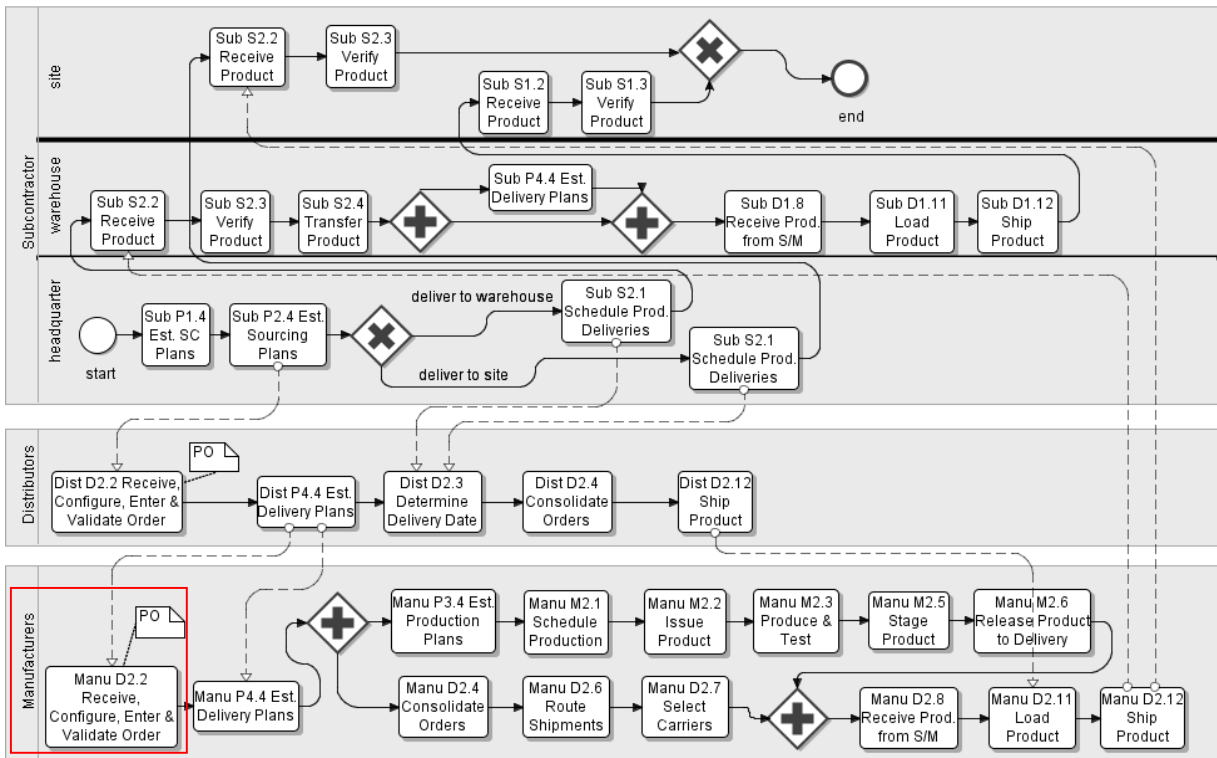 Subcontractor
site
Sub S2.2
Receive
Product
Sub S2.3
Verify
Product
Sub S1.2
Receive
Product
Sub S1.3
Verify
Product
end
warehouse
Sub S2.2
Receive
Product
Sub S2.3
Verify
Product
Sub S2.4
Transfer
Product
Sub P4.4 Est.
Delivery Plans
Sub D1.8
Receive Prod.
from S/M
Sub D1.11
Load
Product
Sub D1.12
Ship
Product
headquarter
start
Sub P1.4
Est. SC
Plans
Sub P2.4 Est.
Sourcing
Plans
deliver to warehouse
Sub S2.1
Schedule Prod.
Deliveries
deliver to site
Sub S2.1
Schedule Prod.
Deliveries
Distributors
PO
Dist D2.2 Receive,
Configure, Enter &
Validate Order
Dist P4.4 Est.
Delivery Plans
Dist D2.3
Determine
Delivery Date
Dist D2.4
Consolidate
Orders
Dist D2.12
Ship
Product
Manufacturers
PO
Manu D2.2
Receive,
Configure, Enter &
Validate Order
Manu P4.4 Est.
Delivery Plans
Manu P3.4 Est.
Production
Plans
Manu M2.1
Schedule
Production
Manu M2.2
Issue
Product
Manu M2.3
Produce &
Test
Manu M2.5
Stage
Product
Manu M2.6
Release Product
to Delivery
Manu D2.4
Consolidate
Orders
Manu D2.6
Route
Shipments
Manu D2.7
Select
Carriers
Manu D2.8
Receive Prod.
from S/M
Manu D2.11
Load
Product
Manu D2.12
Ship
Product